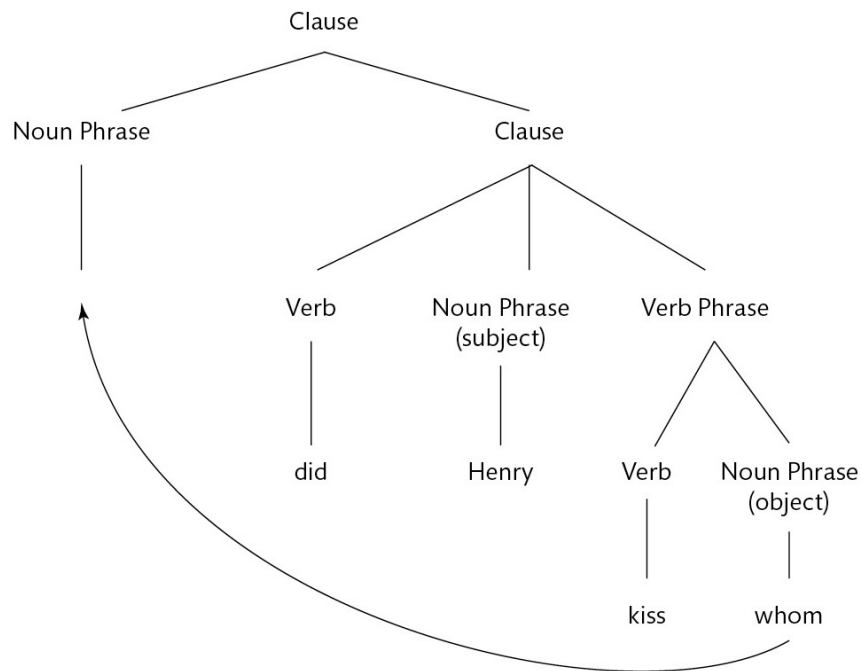 Clause
Noun Phrase Clause
Verb Noun Phrase Verb Phrase
(subject)
did Henry Verb Noun Phrase
(object)
kiss whom